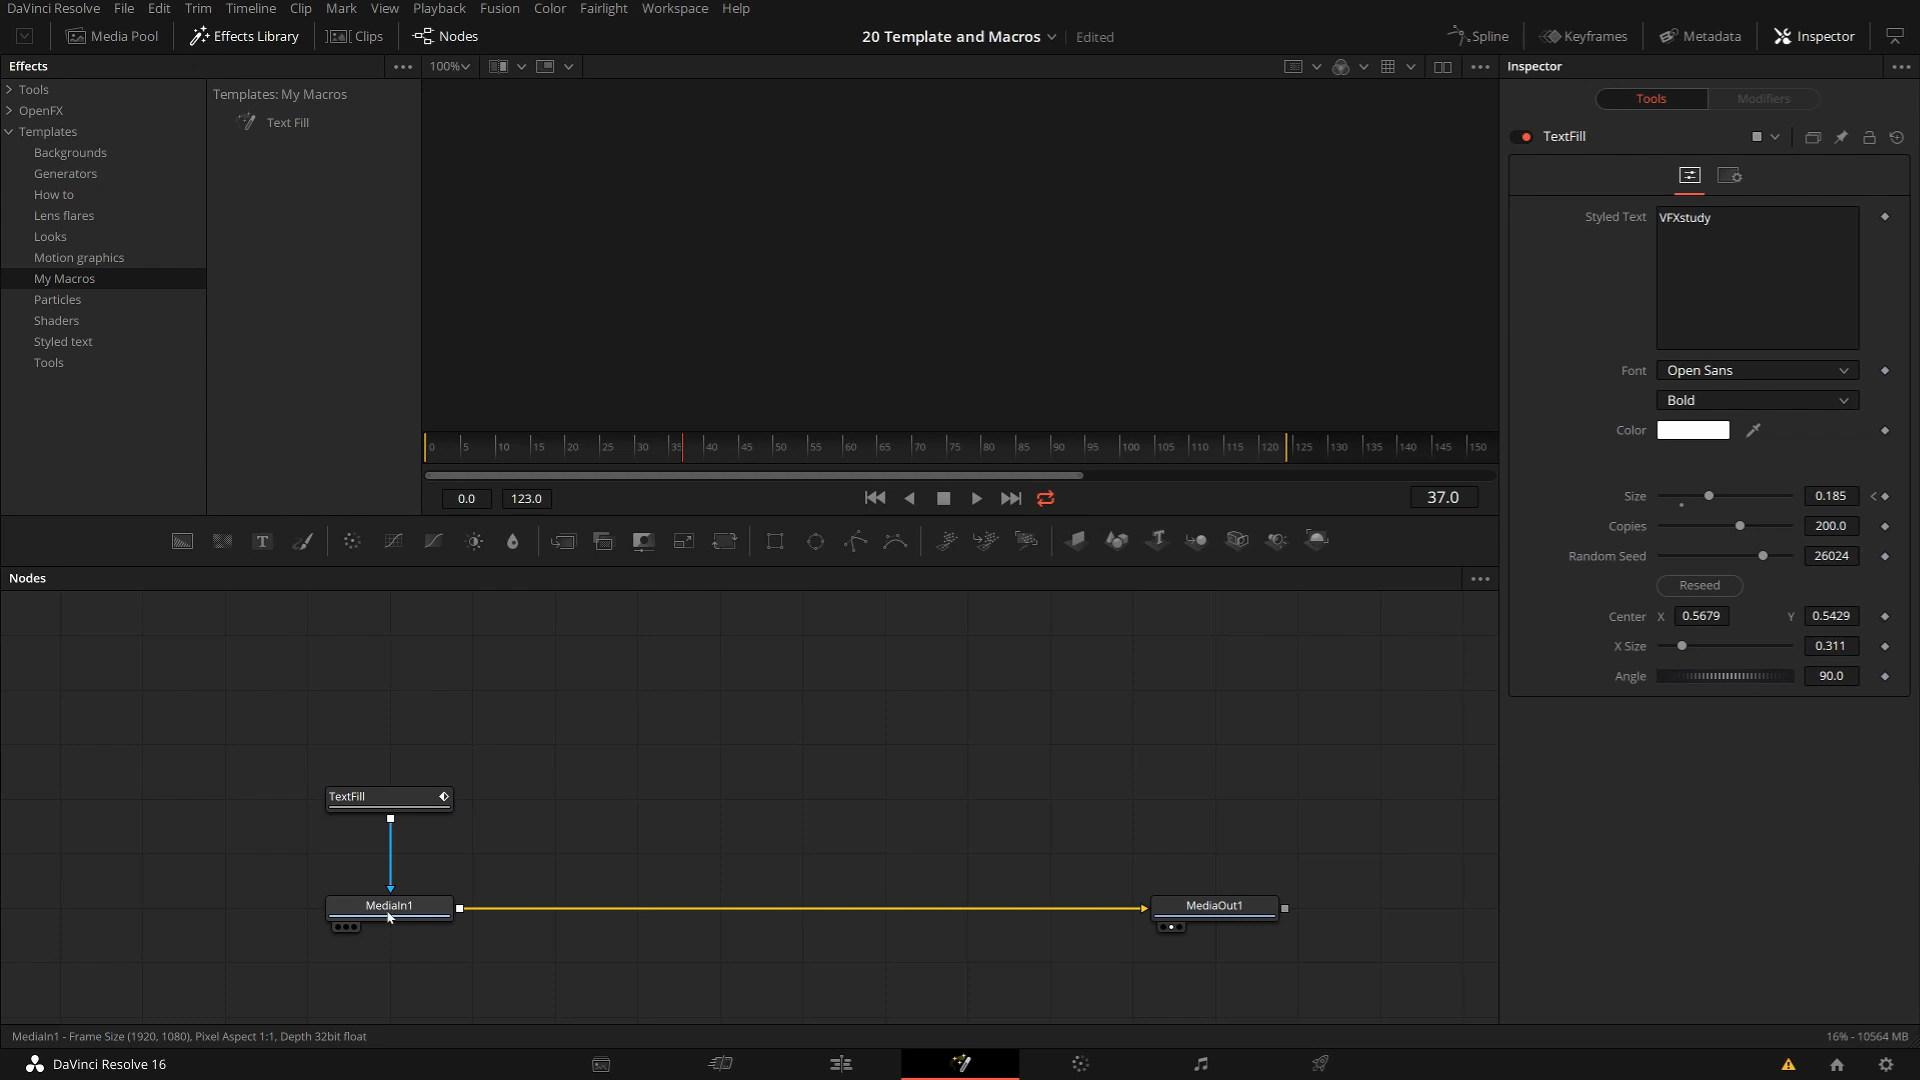 DaVinci Resolve File Edit Trim Timeline Clip Mark View Playback Fusion Color Fairlight Workspace Help
Media Pool Effects Library Clips Nodes 20 Template and Macros Edited Spline Keyframes Metadata Inspector
Effects 100% Inspector
Tools
OpenFX
Templates
Backgrounds
Generators
How to
Lens flares
Looks
Motion graphics
My Macros
Particles
Shaders
Styled text
Tools
Templates: My Macros
Text Fill
0 5 10 15 20 25 30 35 40 45 50 55 60 65 70 75 80 85 90 95 100 105 110 115 120 125 130 135 140 145 150
0.0 123.0 37.0
Nodes
TextFill
MediaIn1
MediaOut1
Tools Modifiers
TextFill
Styled Text VFXstudy
Font Open Sans
Bold
Color
Size 0.185
Copies 200.0
Random Seed 26024
Reseed
Center X 0.5679 Y 0.5429
X Size 0.311
Angle 90.0
MediaIn1 - Frame Size (1920, 1080), Pixel Aspect 1:1, Depth 32bit float 16% - 10564 MB
DaVinci Resolve 16